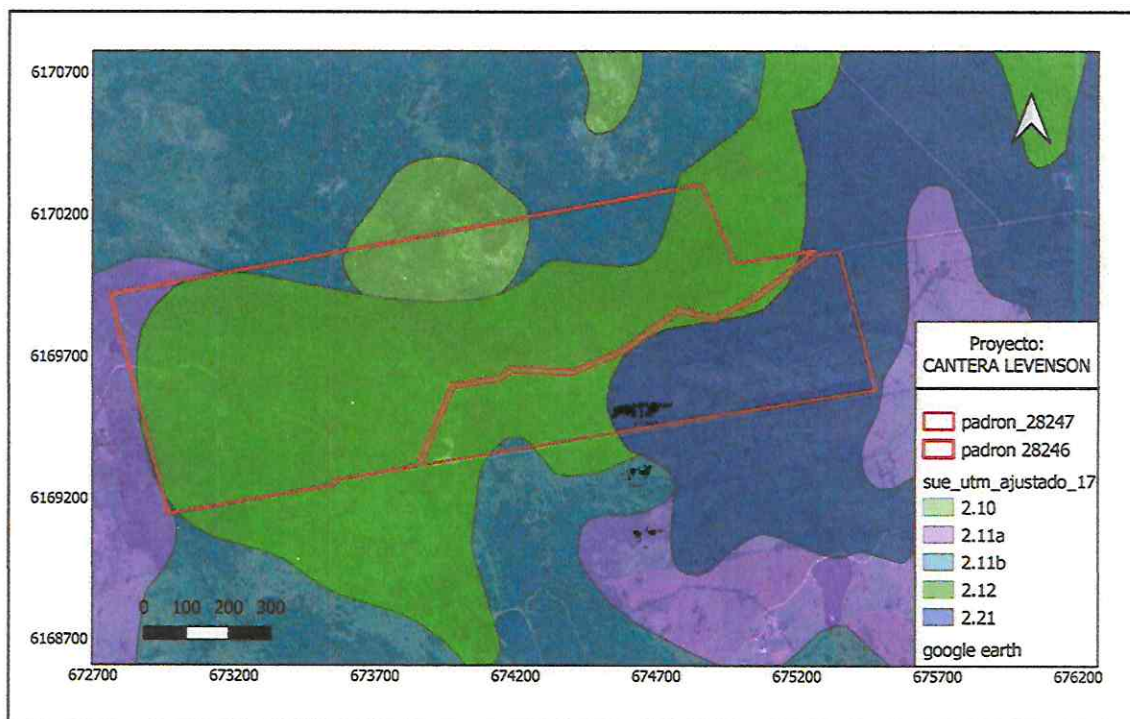 6170700
6170200
6169700
6169200
6168700
672700
673200
673700
674200
674700
675200
675700
676200
0 100 200 300
Proyecto:
CANTERA LEVENSON
padron_28247
padron 28246
sue_utm_ajustado_17
2.10
2.11a
2.11b
2.12
2.21
google earth